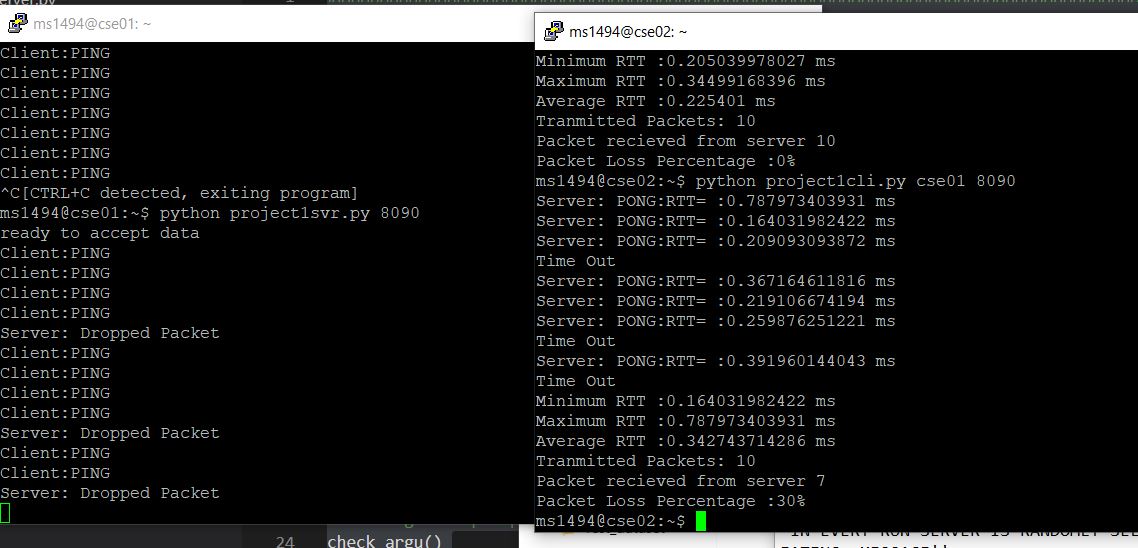 erver.py
1
ms1494@cse01: ~
Client:PING
Client:PING
Client:PING
Client:PING
Client:PING
Client:PING
Client:PING
^C[CTRL+C detected, exiting program]
ms1494@cse01:~$ python project1svr.py 8090
ready to accept data
Client:PING
Client:PING
Client:PING
Client:PING
Server: Dropped Packet
Client:PING
Client:PING
Client:PING
Client:PING
Server: Dropped Packet
Client:PING
Client:PING
Server: Dropped Packet
ms1494@cse02: ~
Minimum RTT :0.205039978027 ms
Maximum RTT :0.34499168396 ms
Average RTT :0.225401 ms
Tranmitted Packets: 10
Packet recieved from server 10
Packet Loss Percentage :0%
ms1494@cse02:~$ python project1cli.py cse01 8090
Server: PONG:RTT= :0.787973403931 ms
Server: PONG:RTT= :0.164031982422 ms
Server: PONG:RTT= :0.209093093872 ms
Time Out
Server: PONG:RTT= :0.367164611816 ms
Server: PONG:RTT= :0.219106674194 ms
Server: PONG:RTT= :0.259876251221 ms
Time Out
Server: PONG:RTT= :0.391960144043 ms
Time Out
Minimum RTT :0.164031982422 ms
Maximum RTT :0.787973403931 ms
Average RTT :0.342743714286 ms
Tranmitted Packets: 10
Packet recieved from server 7
Packet Loss Percentage :30%
ms1494@cse02:~$
24 check_argu()